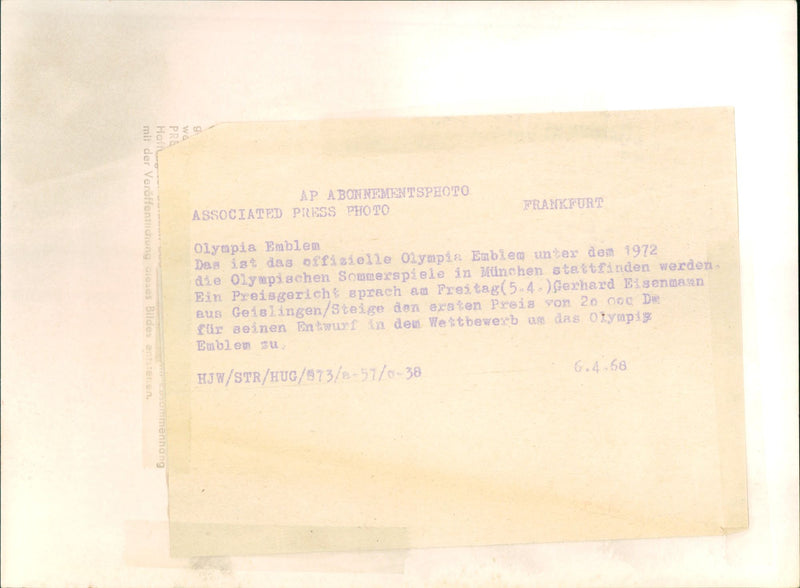 AP ABONNEMENTSPHOTO
ASSOCIATED PRESS PHOTO FRANKFURT
Olympia Emblem
Das ist das offizielle Olympia Emblem unter dem 1972
die Olympischen Sommerspiele in München stattfinden werden.
Ein Preisgericht sprach am Freitag(5.4.)Gerhard Eisenmann
aus Geislingen/Steige den ersten Preis von 20 000 DM
für seinen Entwurf in dem Wettbewerb um das Olympia
Emblem zu.
HJW/STR/HUG/873/a-57/o-38 6.4.68
mit der Veröffentlichung dieses Bildes entstehen.